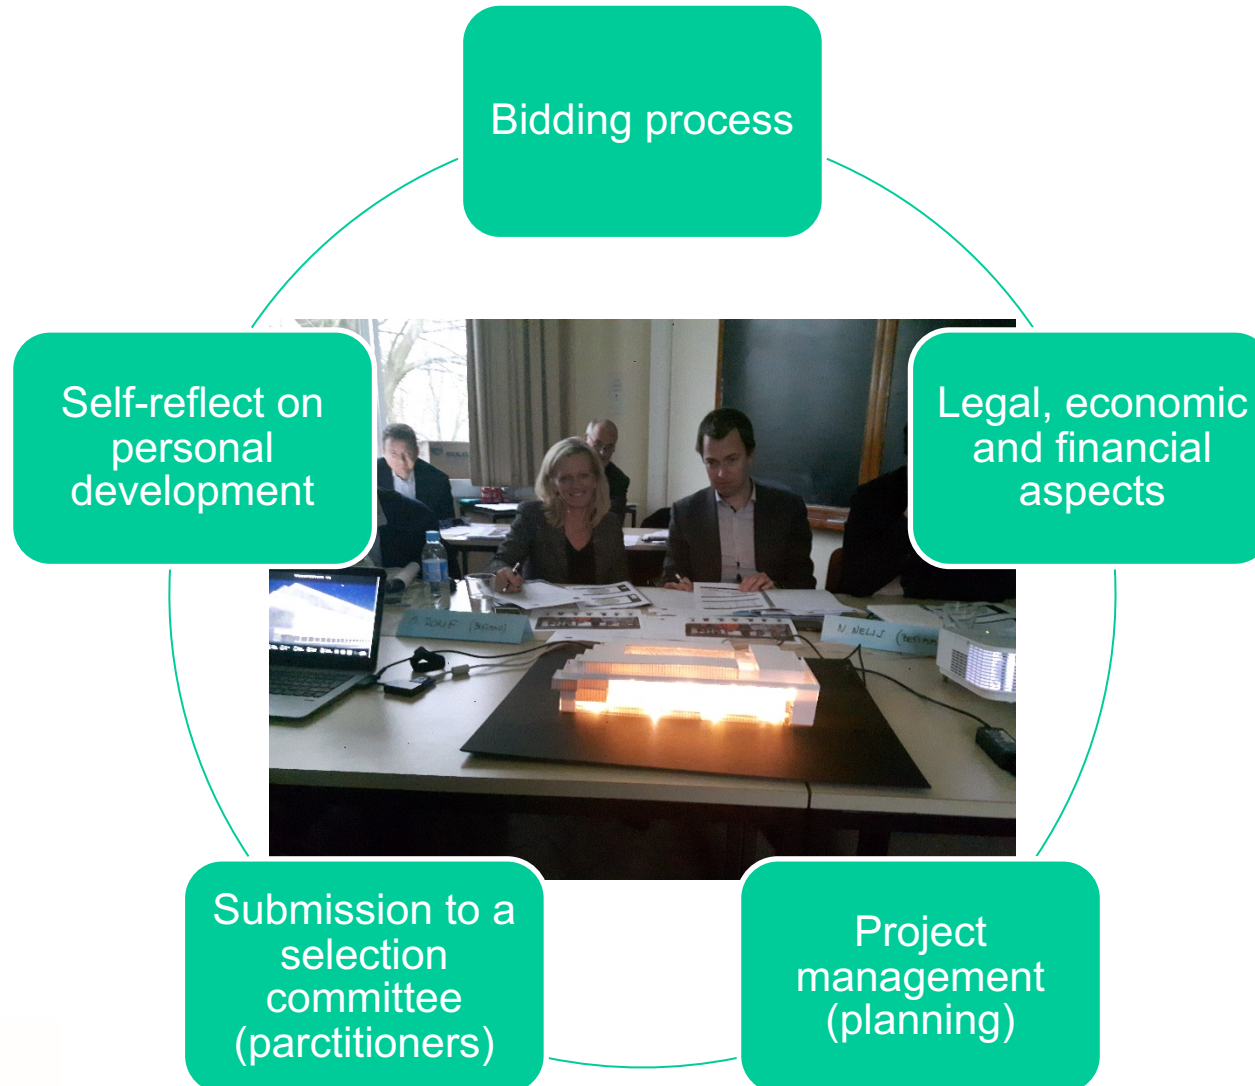 Bidding process
Legal, economic
and financial
aspects
Project
management
(planning)
Submission to a
selection
committee
(parctitioners)
Self-reflect on
personal
development
N. NELIS